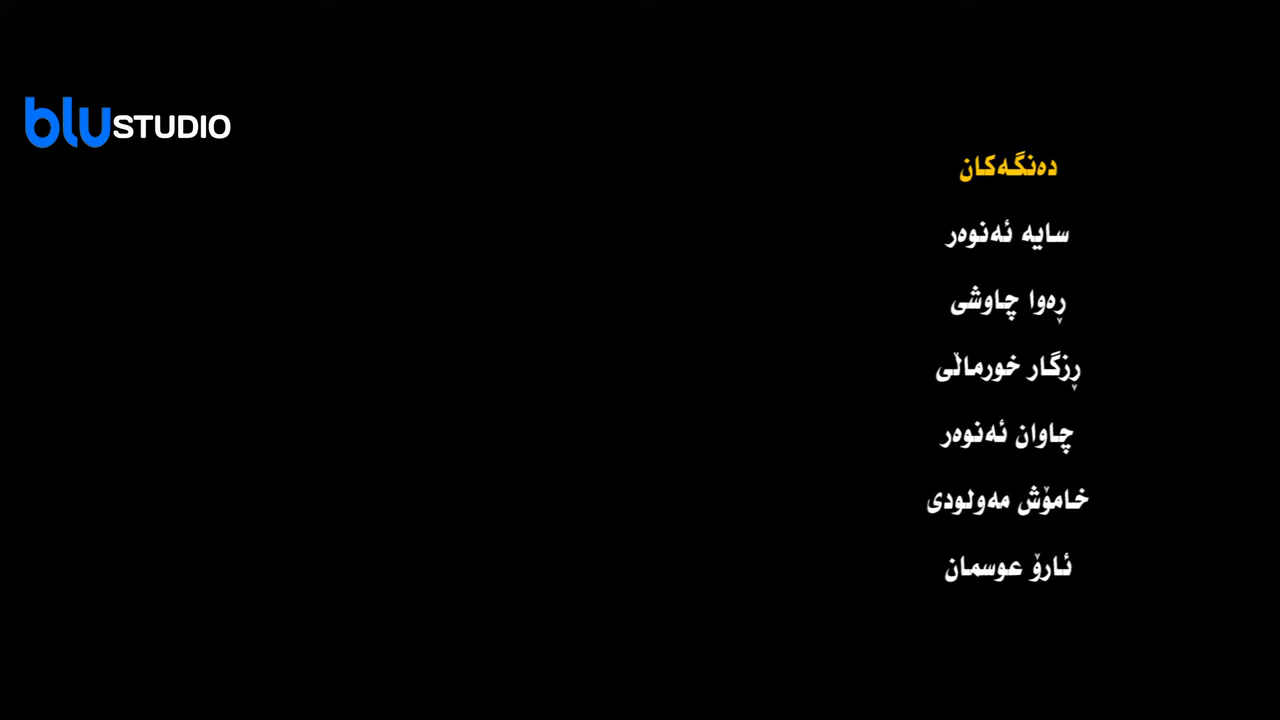 blu STUDIO
دەنگەکان
سایە ئەنوەر
ڕەوا چاوشی
ڕزگار خورماڵی
چاوان ئەنوەر
خامۆش مەولودی
ئارۆ عوسمان